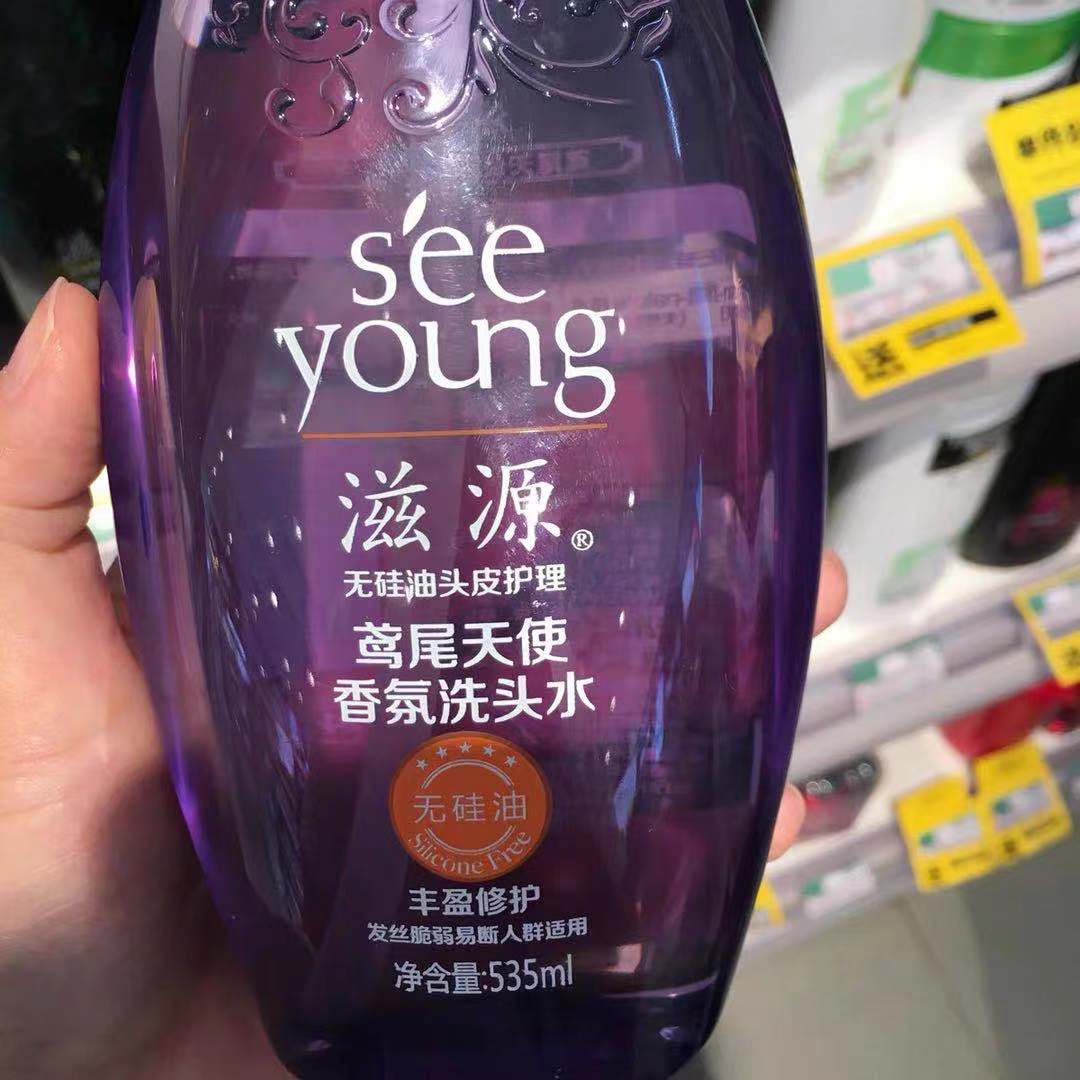 s'ee
young
滋源®
无硅油头皮护理
鸢尾天使
香氛洗头水
无硅油
Silicone Free
丰盈修护
发丝脆弱易断人群适用
净含量:535ml